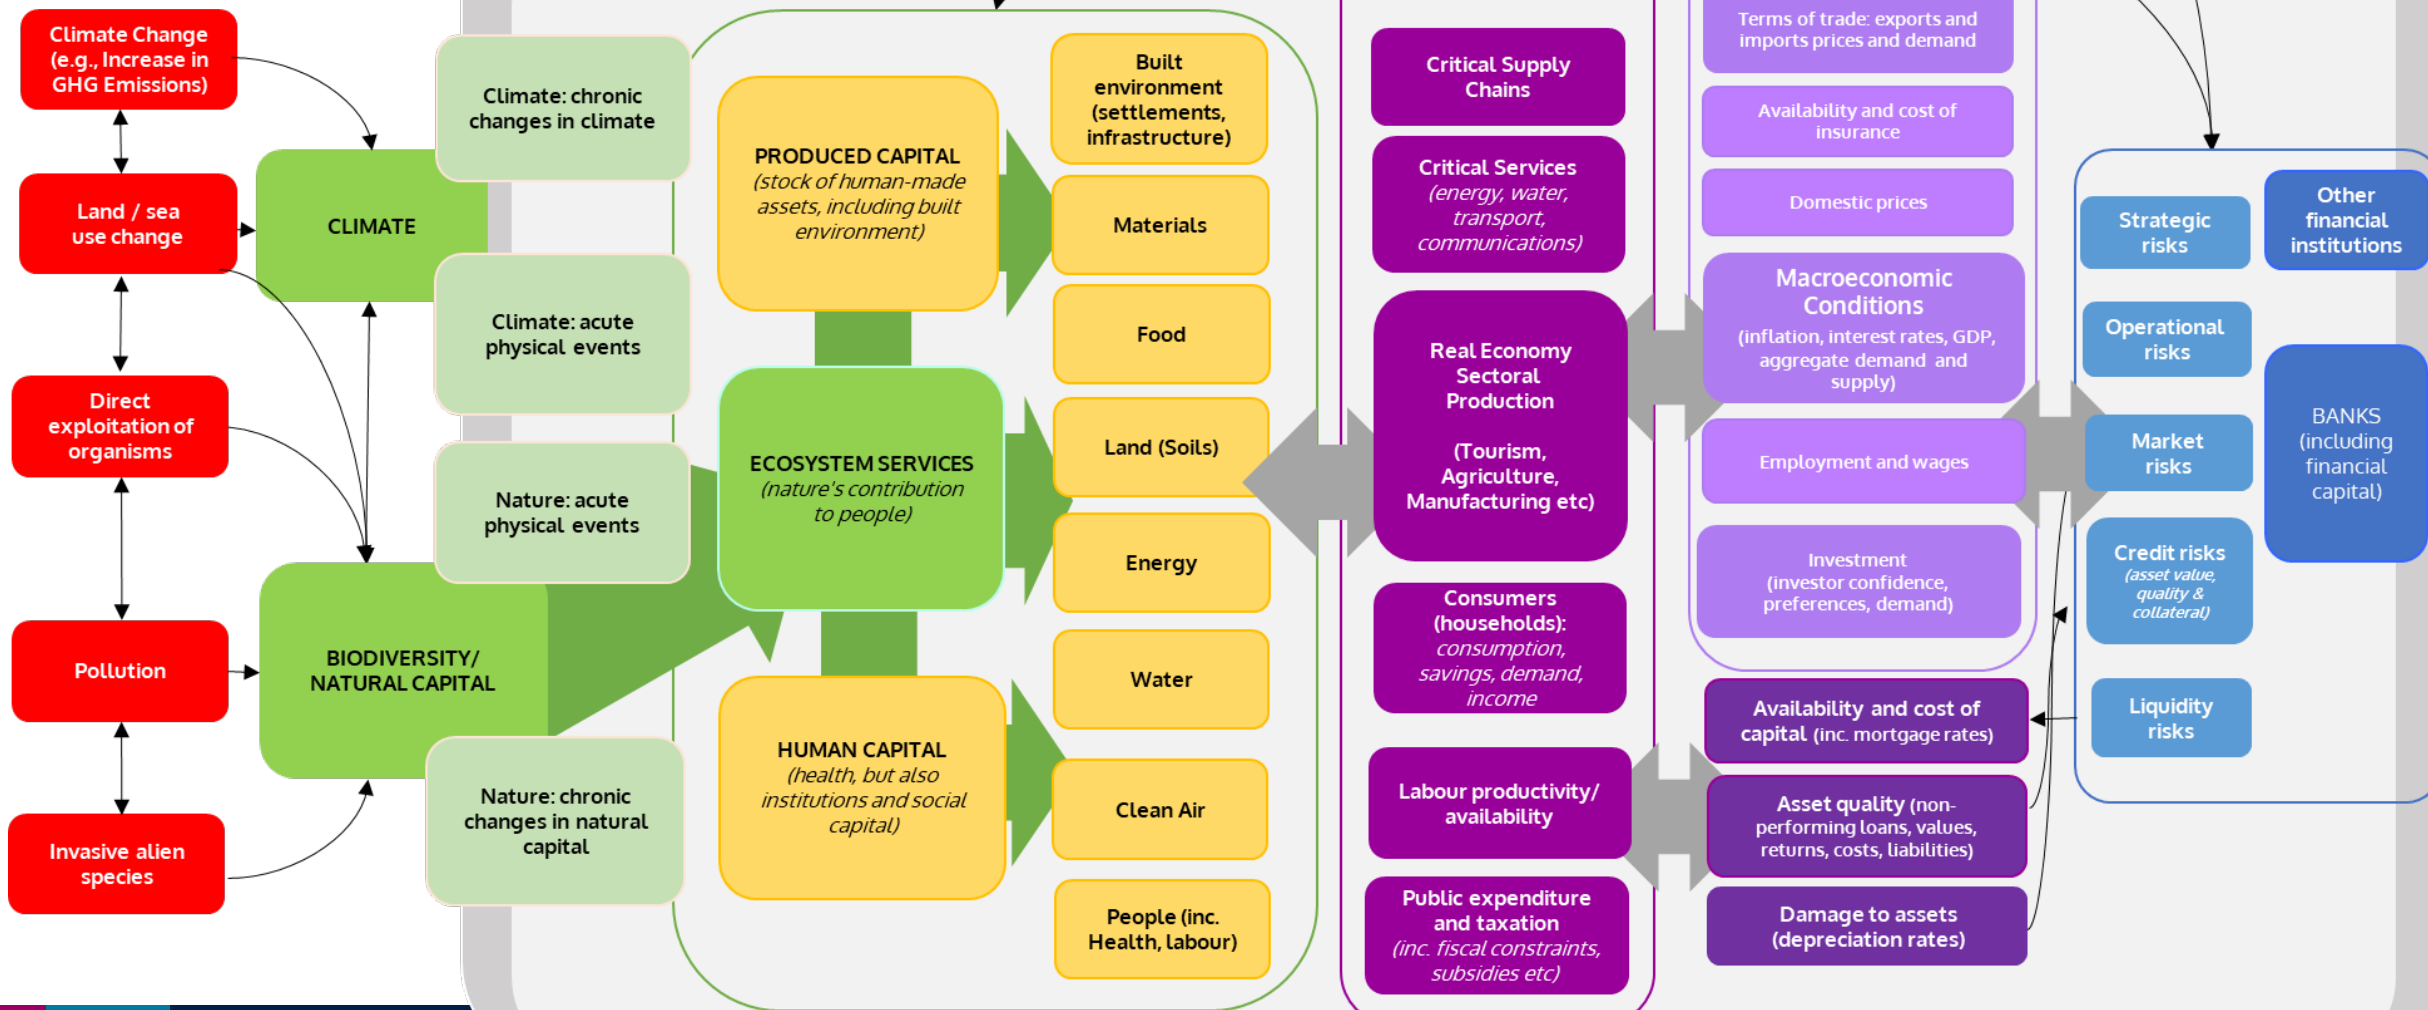 Climate Change
(e.g., Increase in
GHG Emissions)
Land / sea
use change
Direct
exploitation of
organisms
Pollution
Invasive alien
species
CLIMATE
BIODIVERSITY/
NATURAL CAPITAL
Climate: chronic
changes in climate
Climate: acute
physical events
Nature: acute
physical events
Nature: chronic
changes in natural
capital
PRODUCED CAPITAL
(stock of human-made
assets, including built
environment)
ECOSYSTEM SERVICES
(nature's contribution
to people)
HUMAN CAPITAL
(health, but also
institutions and social
capital)
Built
environment
(settlements,
infrastructure)
Materials
Food
Land (Soils)
Energy
Water
Clean Air
People (inc.
Health, labour)
Critical Supply
Chains
Critical Services
(energy, water,
transport,
communications)
Real Economy
Sectoral
Production
(Tourism,
Agriculture,
Manufacturing etc)
Consumers
(households):
consumption,
savings, demand,
income
Labour productivity/
availability
Public expenditure
and taxation
(inc. fiscal constraints,
subsidies etc)
Terms of trade: exports and
imports prices and demand
Availability and cost of
insurance
Domestic prices
Macroeconomic
Conditions
(inflation, interest rates, GDP,
aggregate demand and
supply)
Employment and wages
Investment
(investor confidence,
preferences, demand)
Availability and cost of
capital (inc. mortgage rates)
Asset quality (non-
performing loans, values,
returns, costs, liabilities)
Damage to assets
(depreciation rates)
Strategic
risks
Operational
risks
Market
risks
Credit risks
(asset value,
quality &
collateral)
Liquidity
risks
Other
financial
institutions
BANKS
(including
financial
capital)